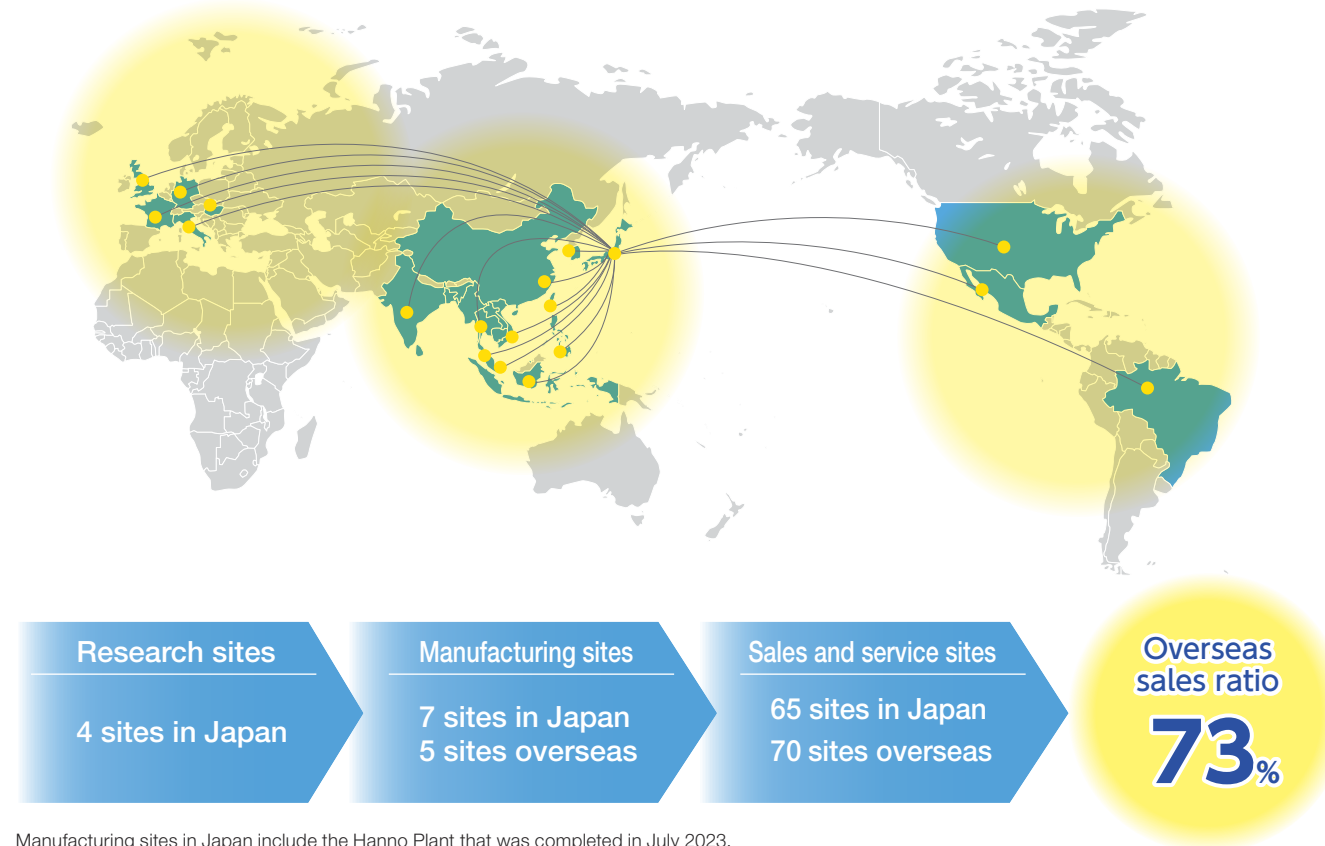 Research sites
4 sites in Japan
Manufacturing sites
7 sites in Japan
5 sites overseas
Sales and service sites
65 sites in Japan
70 sites overseas
Overseas
sales ratio
73%
Manufacturing sites in Japan include the Hanno Plant that was completed in July 2023.